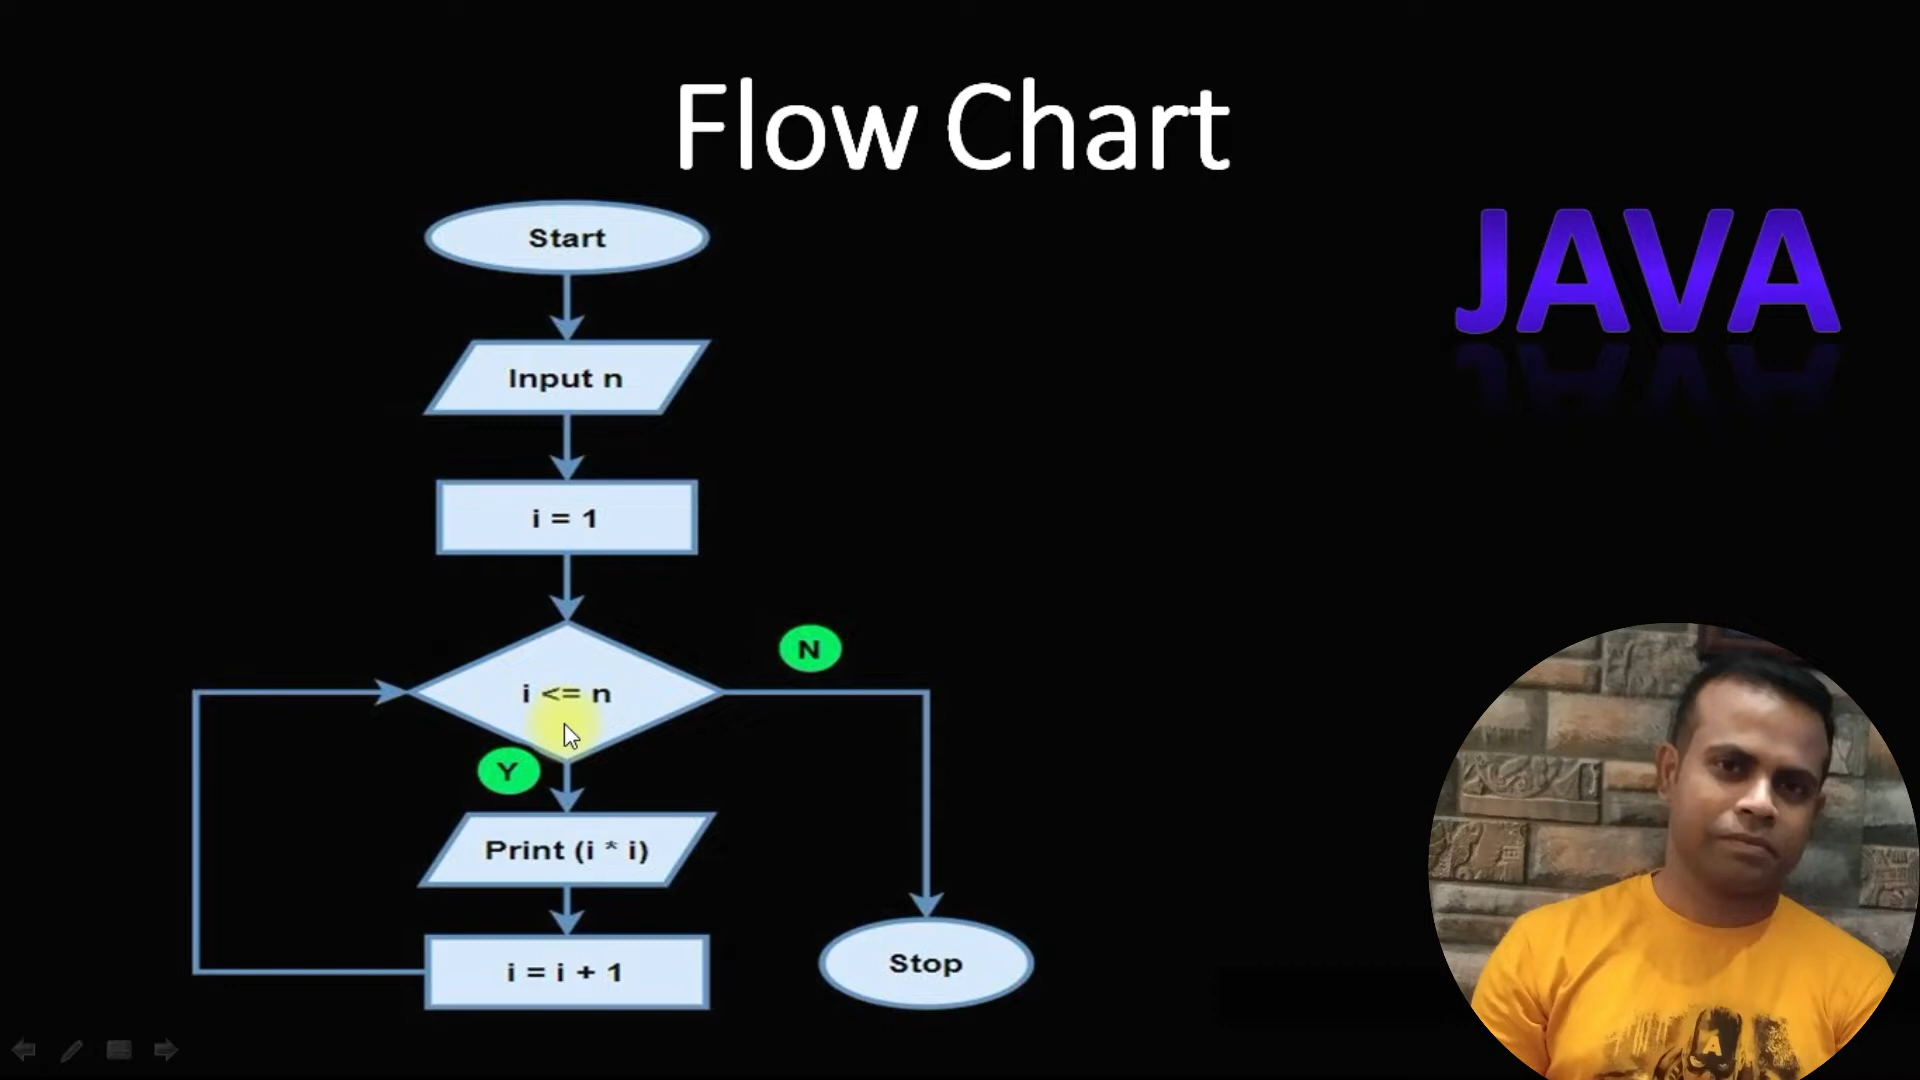 Flow Chart
JAVA
Start
Input n
i = 1
i <= n
N
Y
Print (i * i)
i = i + 1
Stop
A